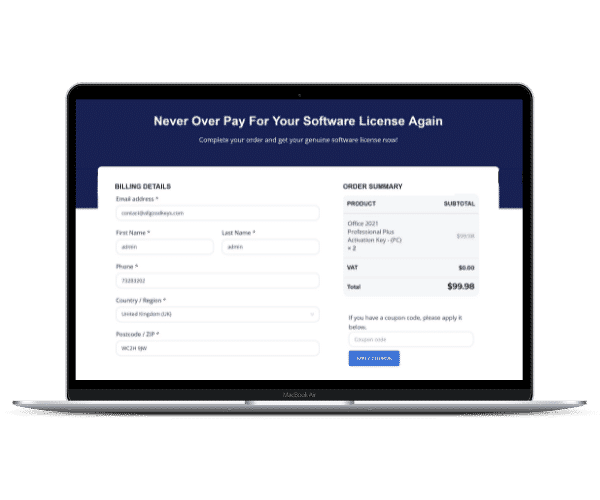 Never Over Pay For Your Software License Again
Complete your order and get your genuine software license now!
BILLING DETAILS
Email address *
First Name *
Last Name *
admin
admin
Phone *
73283202
Country / Region *
United Kingdom (UK)
Postcode / ZIP *
WC2H 9JW
ORDER SUMMARY
PRODUCT
SUBTOTAL
Office 2021
Professional Plus
Activation Key - (PC)
× 2
$99.98
VAT
$0.00
Total
$99.98
If you have a coupon code, please apply it
below.
Coupon code
APPLY COUPON
MacBook Air